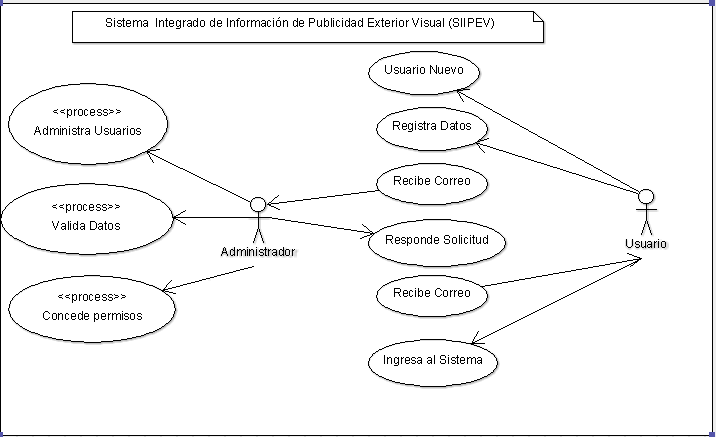 Sistema Integrado de Información de Publicidad Exterior Visual (SIIPEV)
Usuario Nuevo
<<process>>
Administra Usuarios
Registra Datos
Recibe Correo
<<process>>
Valida Datos
Administrador
Responde Solicitud
Usuario
<<process>>
Concede permisos
Recibe Correo
Ingresa al Sistema